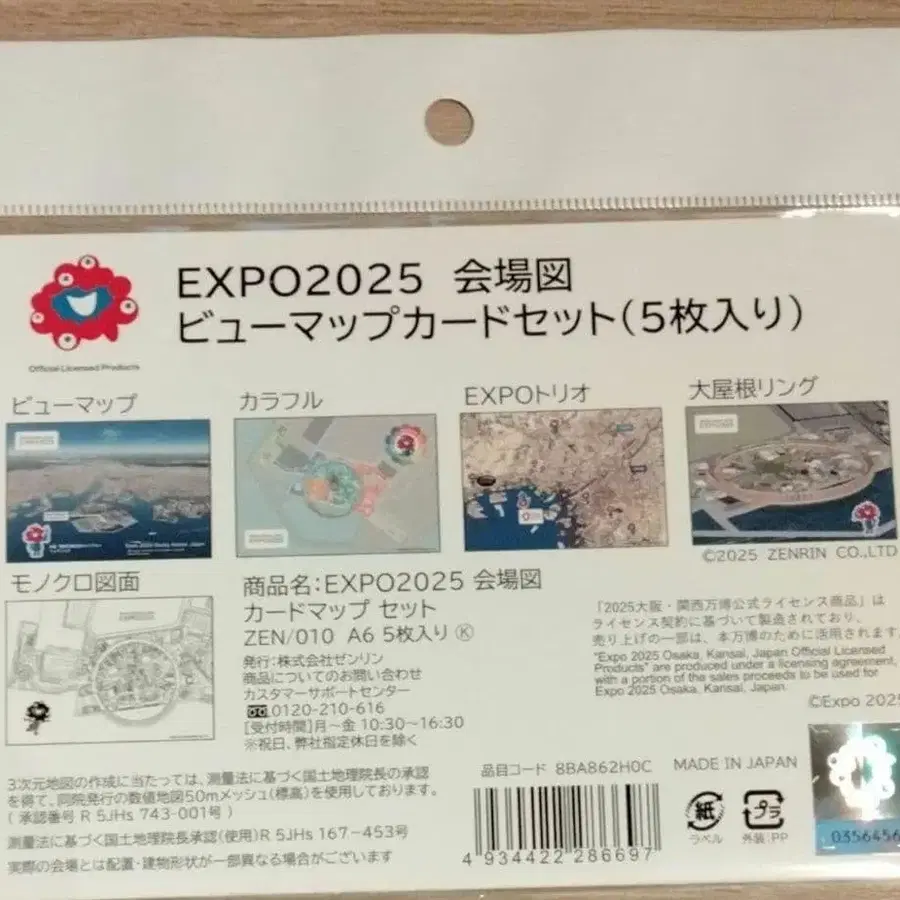 EXPO2025 会場図
ビューマップカードセット(5枚入り)
Official Licensed Products
ビューマップ
カラフル
EXPOトリオ
大屋根リング
©2025 ZENRIN CO.,LTD
モノクロ図面
商品名:EXPO2025 会場図
カードマップ セット
ZEN/010 A6 5枚入り Ⓚ
発行:株式会社ゼンリン
商品についてのお問い合わせ
カスタマーサポートセンター
0120-210-616
[受付時間]月～金 10:30～16:30
※祝日、弊社指定休日を除く
「2025大阪・関西万博公式ライセンス商品」は
ライセンス契約に基づいて製造されており、
売り上げの一部は、本万博のために活用されます
"Expo 2025 Osaka, Kansai, Japan Official Licensed
Products" are produced under a licensing agreement,
with a portion of the sales proceeds to be used for
Expo 2025 Osaka, Kansai, Japan.
©Expo 2025
3次元地図の作成に当たっては、測量法に基づく国土地理院長の承認
を得て、同院発行の数値地図50mメッシュ(標高)を使用しております。
(承認番号 R 5JHs 743-001号)
測量法に基づく国土地理院長承認(使用)R 5JHs 167-453号
実際の会場とは配置・建物形状が一部異なる場合がございます
品目コード 8BA862H0C
MADE IN JAPAN
4 934422 286697
紙
ラベル
プラ
外装:PP
0356456